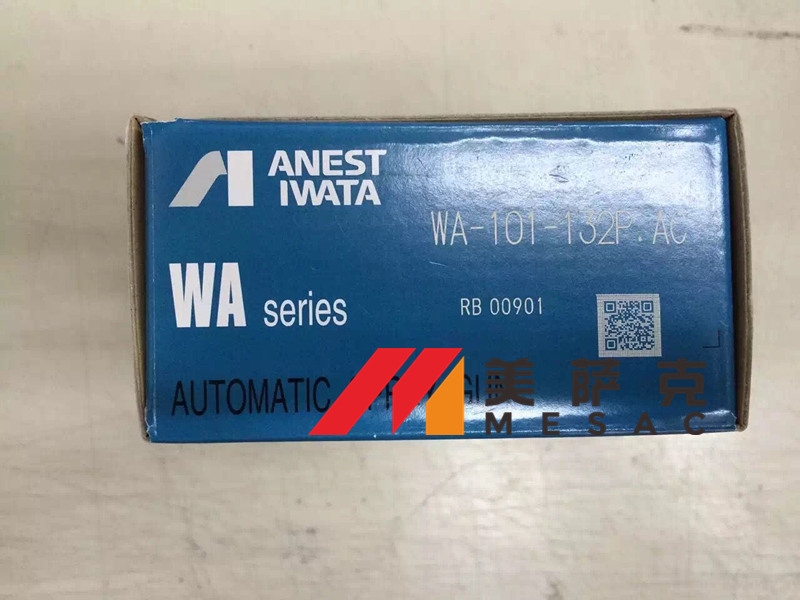 ANEST
IWATA
WA-101-132P.AC
WA series
RB 00901
AUTOMATIC
美萨克
MESAC